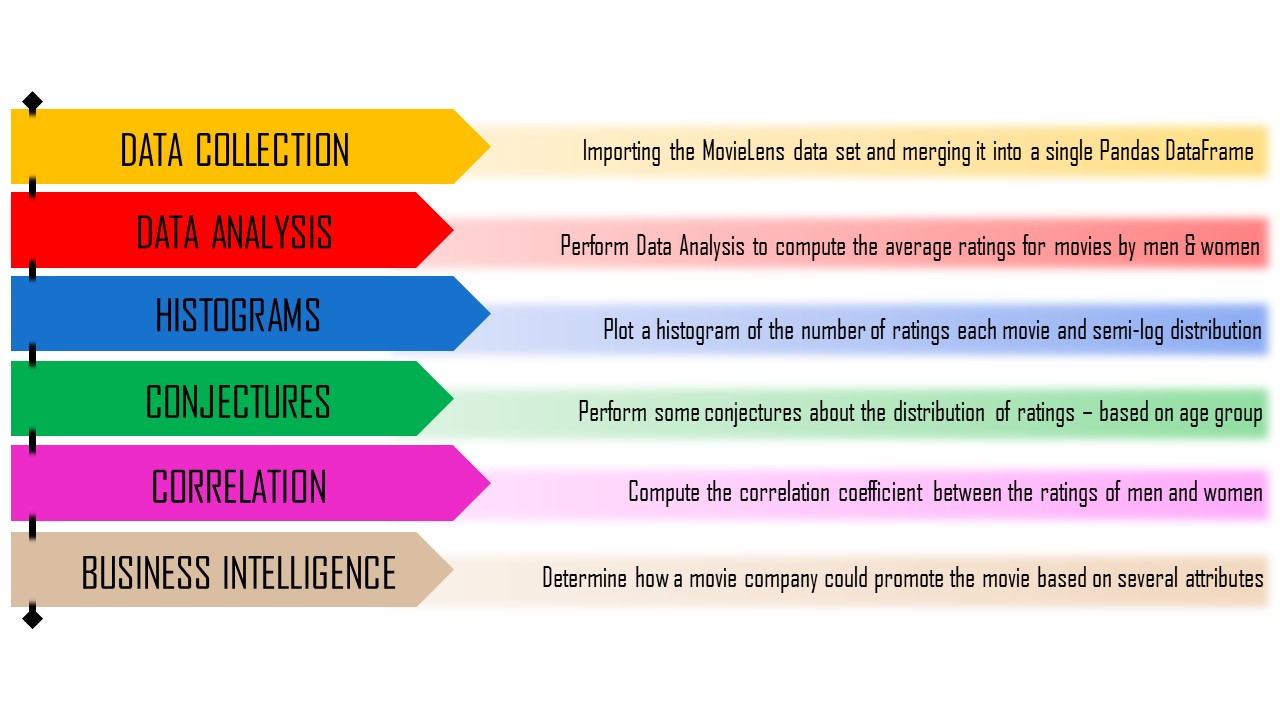 DATA COLLECTION
Importing the MovieLens data set and merging it into a single Pandas DataFrame
DATA ANALYSIS
Perform Data Analysis to compute the average ratings for movies by men & women
HISTOGRAMS
Plot a histogram of the number of ratings each movie and semi-log distribution
CONJECTURES
Perform some conjectures about the distribution of ratings – based on age group
CORRELATION
Compute the correlation coefficient between the ratings of men and women
BUSINESS INTELLIGENCE
Determine how a movie company could promote the movie based on several attributes